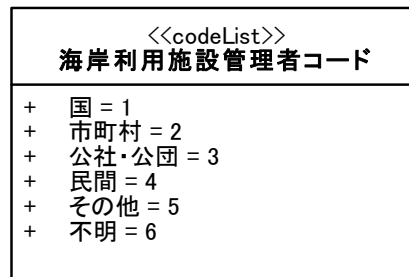 <<codeList>>
海岸利用施設管理者コード
+ 国 = 1
+ 市町村 = 2
+ 公社・公団 = 3
+ 民間 = 4
+ その他 = 5
+ 不明 = 6